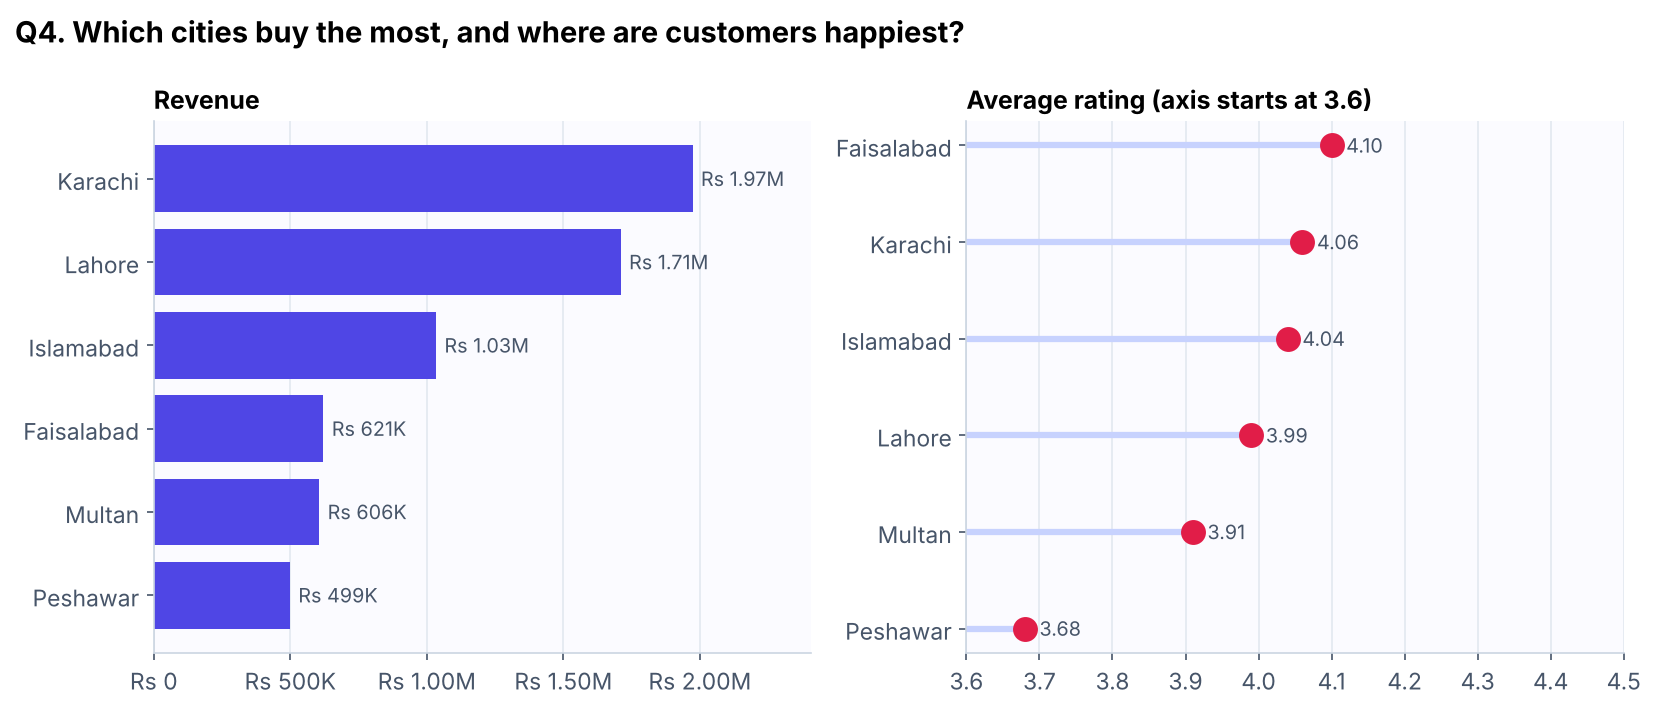 Q4. Which cities buy the most, and where are customers happiest?
Revenue
Karachi
Rs 1.97M
Lahore
Rs 1.71M
Islamabad
Rs 1.03M
Faisalabad
Rs 621K
Multan
Rs 606K
Peshawar
Rs 499K
Rs 0 Rs 500K Rs 1.00M Rs 1.50M Rs 2.00M
Average rating (axis starts at 3.6)
Faisalabad
4.10
Karachi
4.06
Islamabad
4.04
Lahore
3.99
Multan
3.91
Peshawar
3.68
3.6 3.7 3.8 3.9 4.0 4.1 4.2 4.3 4.4 4.5